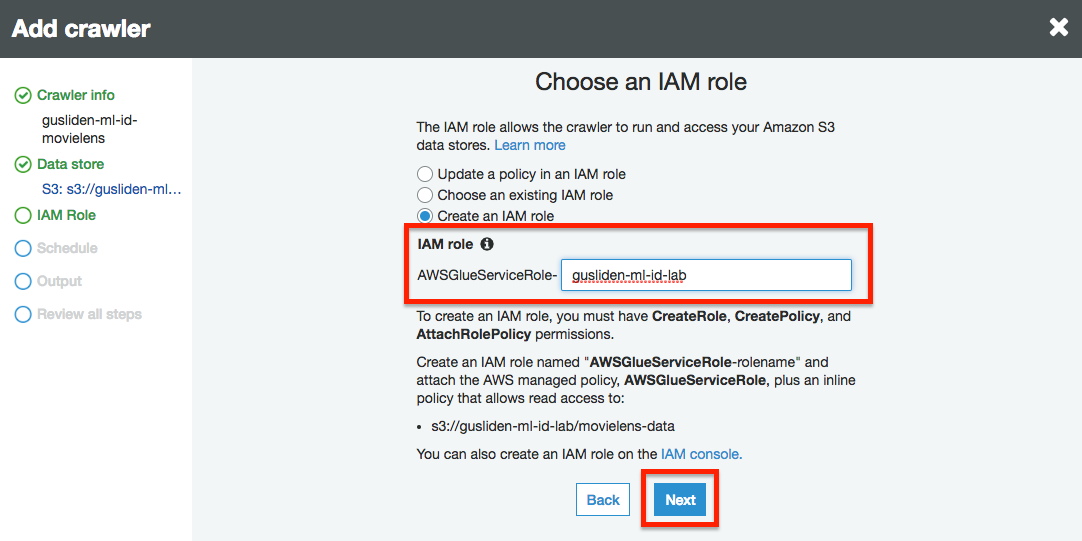 Add crawler
Crawler info
gusliden-ml-id-
movielens
Data store
S3: s3://gusliden-ml...
IAM Role
Schedule
Output
Review all steps
Choose an IAM role
The IAM role allows the crawler to run and access your Amazon S3
data stores. Learn more
Update a policy in an IAM role
Choose an existing IAM role
Create an IAM role
IAM role
AWSGlueServiceRole- gusliden-ml-id-lab
To create an IAM role, you must have CreateRole, CreatePolicy, and
AttachRolePolicy permissions.
Create an IAM role named "AWSGlueServiceRole-rolename" and
attach the AWS managed policy, AWSGlueServiceRole, plus an inline
policy that allows read access to:
• s3://gusliden-ml-id-lab/movielens-data
You can also create an IAM role on the IAM console.
Back Next